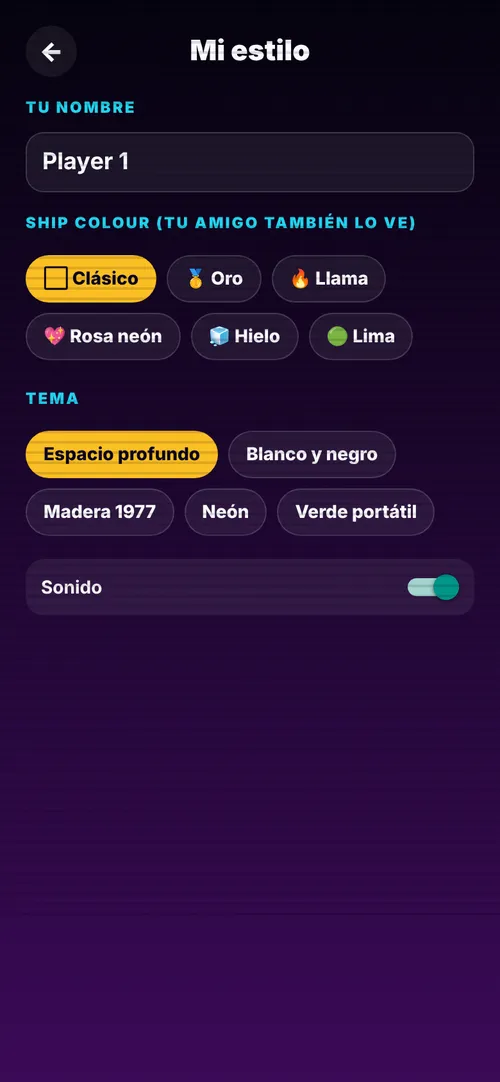 Mi estilo
TU NOMBRE
Player 1
SHIP COLOUR (TU AMIGO TAMBIÉN LO VE)
Clásico 🥇 Oro 🔥 Llama
💖 Rosa neón 🧊 Hielo 🟢 Lima
TEMA
Espacio profundo Blanco y negro
Madera 1977 Neón Verde portátil
Sonido